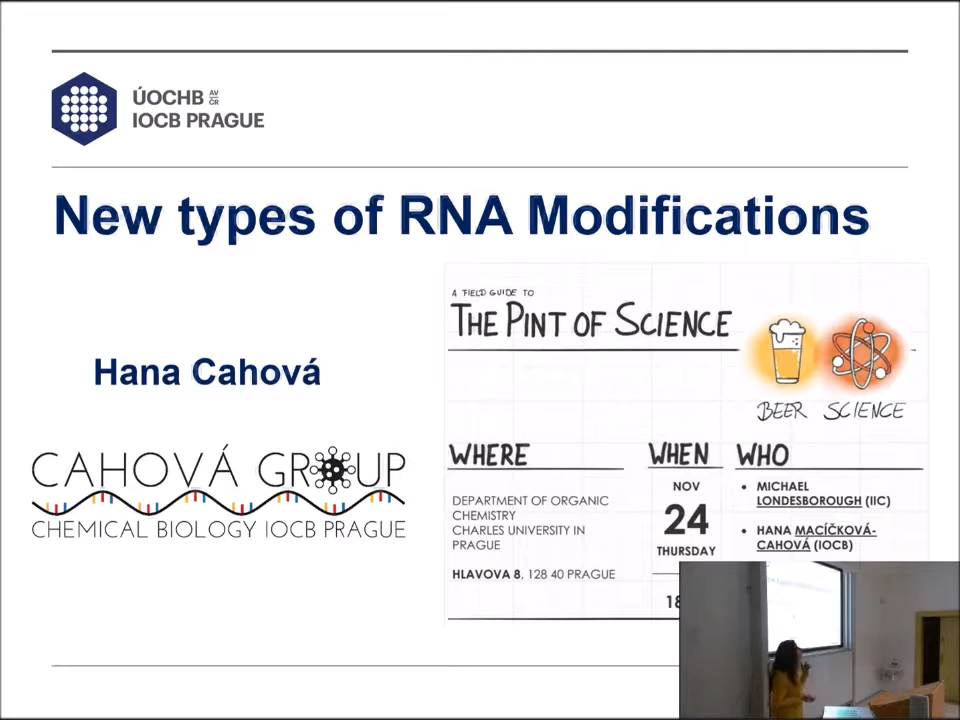 ÚOCHB AV ČR
IOCB PRAGUE
New types of RNA Modifications
Hana Cahová
CAHOVÁ GROUP
CHEMICAL BIOLOGY IOCB PRAGUE
A FIELD GUIDE TO
THE PINT OF SCIENCE
BEER SCIENCE
WHERE
DEPARTMENT OF ORGANIC
CHEMISTRY
CHARLES UNIVERSITY IN
PRAGUE
HLAVOVA 8, 128 40 PRAGUE
WHEN
NOV
24
THURSDAY
18
WHO
• MICHAEL
LONDESBOROUGH (IIC)
• HANA MACÍČKOVÁ-
CAHOVÁ (IOCB)